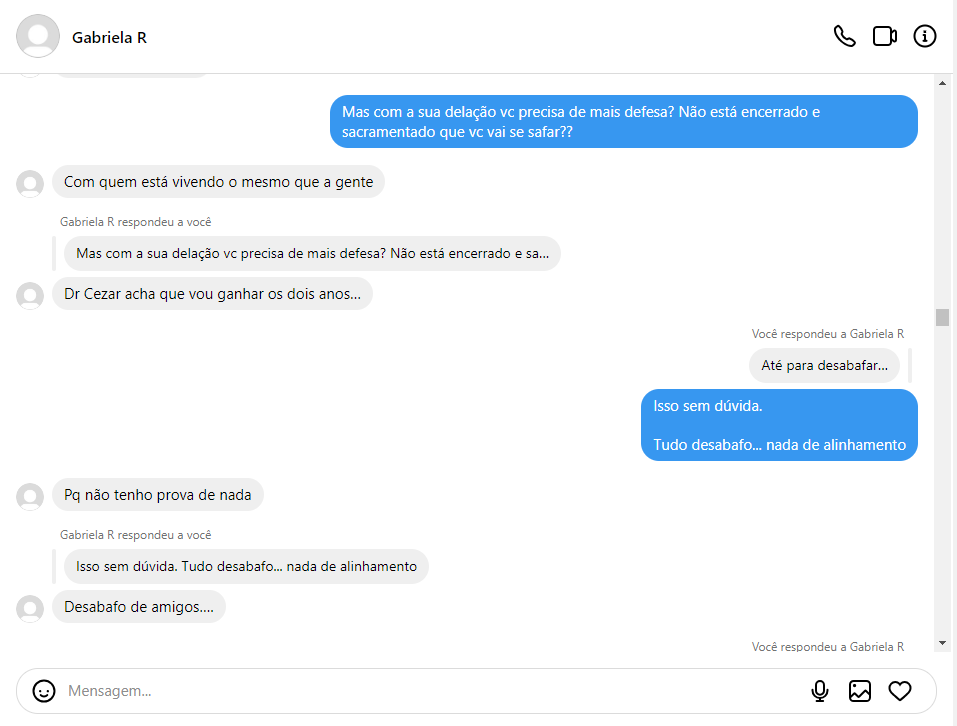 Gabriela R
Mas com a sua delação vc precisa de mais defesa? Não está encerrado e
sacramentado que vc vai se safar??
Com quem está vivendo o mesmo que a gente
Gabriela R respondeu a você
Mas com a sua delação vc precisa de mais defesa? Não está encerrado e sa...
Dr Cezar acha que vou ganhar os dois anos...
Você respondeu a Gabriela R
Até para desabafar...
Isso sem dúvida.
Tudo desabafo... nada de alinhamento
Pq não tenho prova de nada
Gabriela R respondeu a você
Isso sem dúvida. Tudo desabafo... nada de alinhamento
Desabafo de amigos....
Você respondeu a Gabriela R
Mensagem...